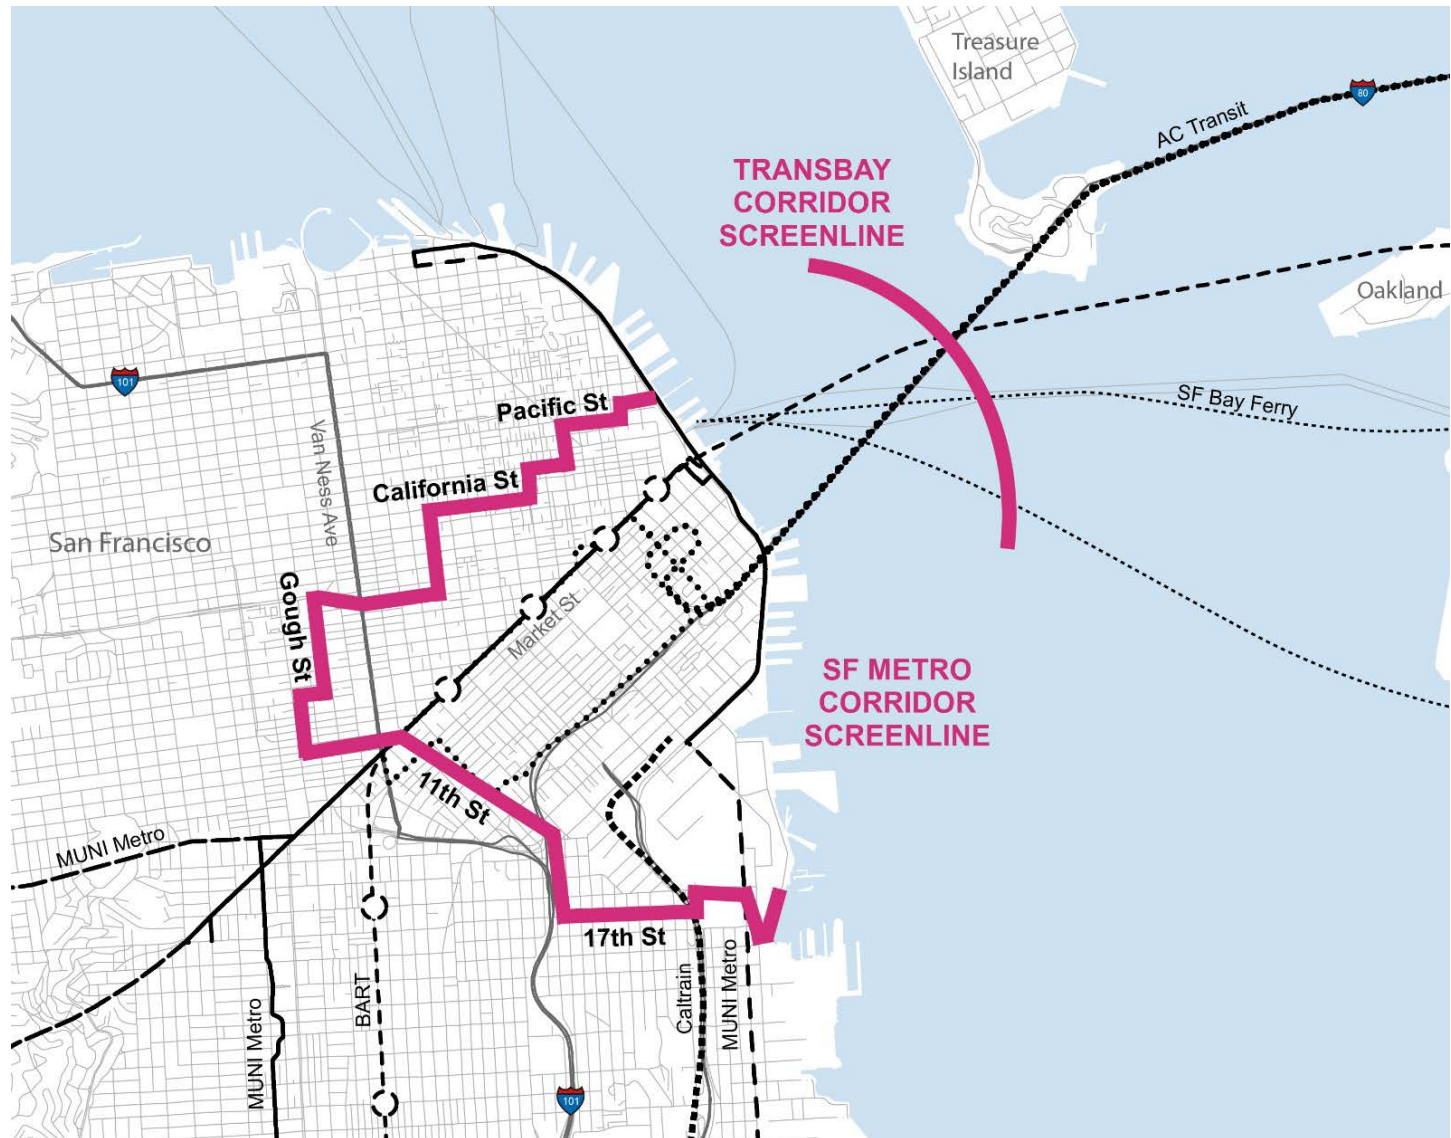 Treasure
Island
80
AC Transit
TRANSBAY
CORRIDOR
SCREENLINE
Oakland
101
Pacific St
SF Bay Ferry
Van Ness Ave
California St
San Francisco
Gough St
Market St
SF METRO
CORRIDOR
SCREENLINE
11th St
MUNI Metro
17th St
BART
Caltrain
MUNI Metro
MUNI Metro
101